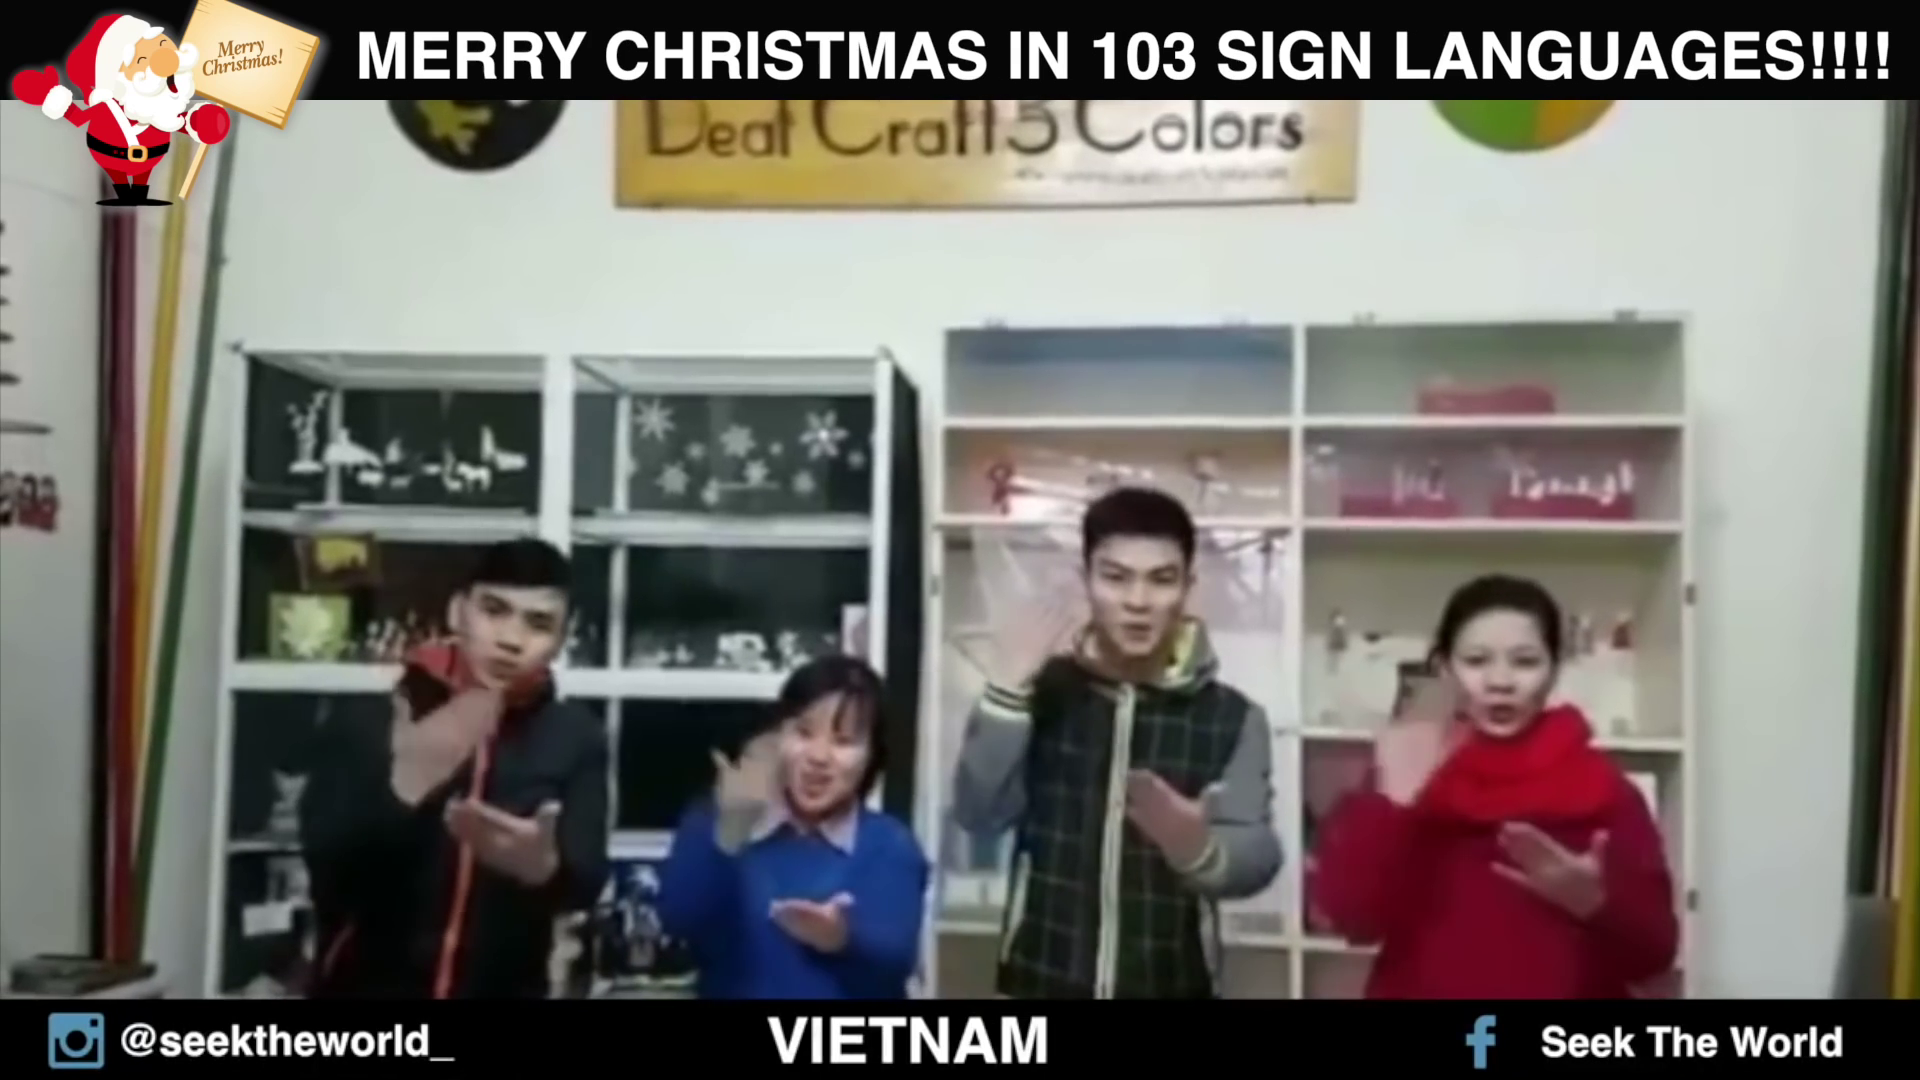 Merry
Christmas!
MERRY CHRISTMAS IN 103 SIGN LANGUAGES!!!!
Deaf Craft 5 Colors
@seektheworld_
VIETNAM
Seek The World